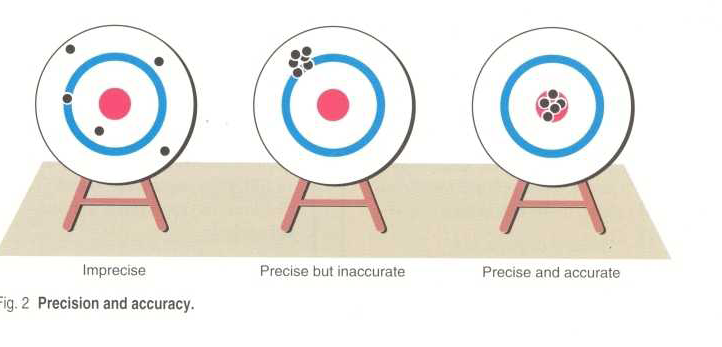 Imprecise
Precise but inaccurate
Precise and accurate
Fig. 2 Precision and accuracy.